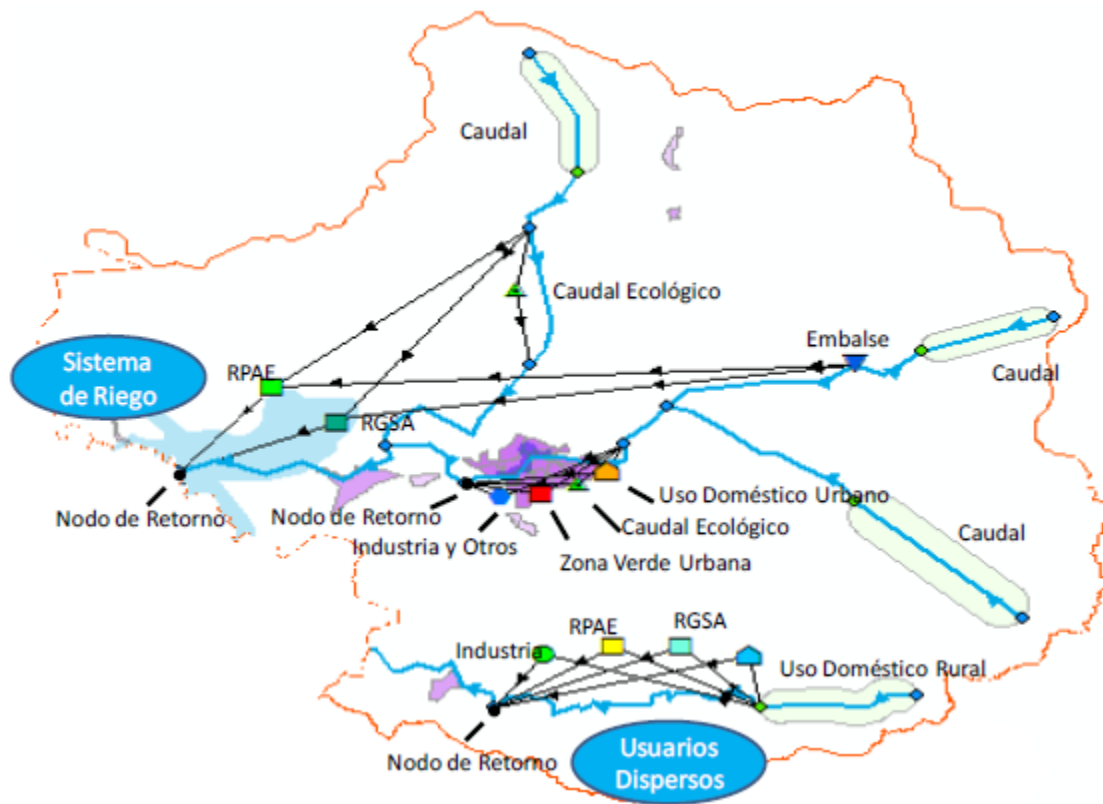 Caudal
Caudal Ecológico
Embalse
Caudal
Sistema
de Riego
RPAE
RGSA
Nodo de Retorno
Nodo de Retorno
Industria y Otros
Uso Doméstico Urbano
Caudal Ecológico
Zona Verde Urbana
Caudal
Industria
RPAE
RGSA
Uso Doméstico Rural
Nodo de Retorno
Usuarios
Dispersos